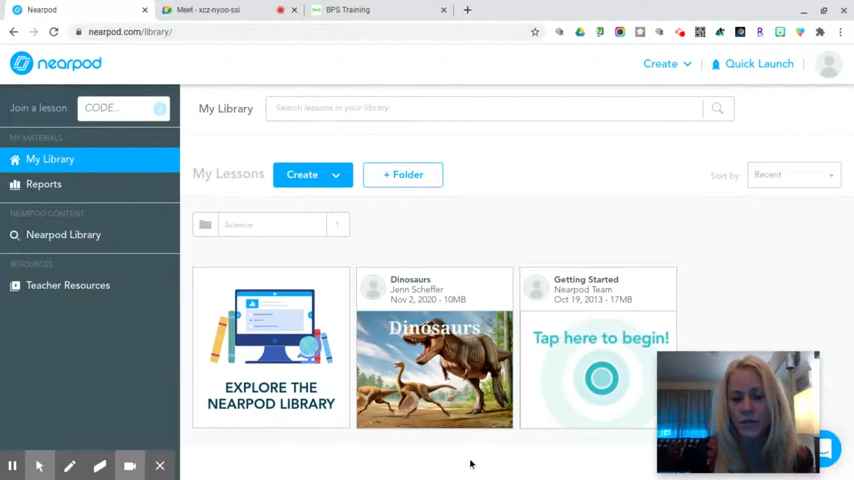 Nearpod
Meet - xcz-nyoo-ssi
BPS Training
nearpod.com/library/
nearpod
Create
Quick Launch
Join a lesson
CODE...
My Library
Search lessons in your library
MY MATERIALS
My Library
Reports
NEARPOD CONTENT
Nearpod Library
RESOURCES
Teacher Resources
My Lessons
Create
+ Folder
Sort by:
Recent
Science
1
EXPLORE THE
NEARPOD LIBRARY
Dinosaurs
Jenn Scheffer
Nov 2, 2020 - 10MB
Dinosaurs
Getting Started
Nearpod Team
Oct 19, 2013 - 17MB
Tap here to begin!